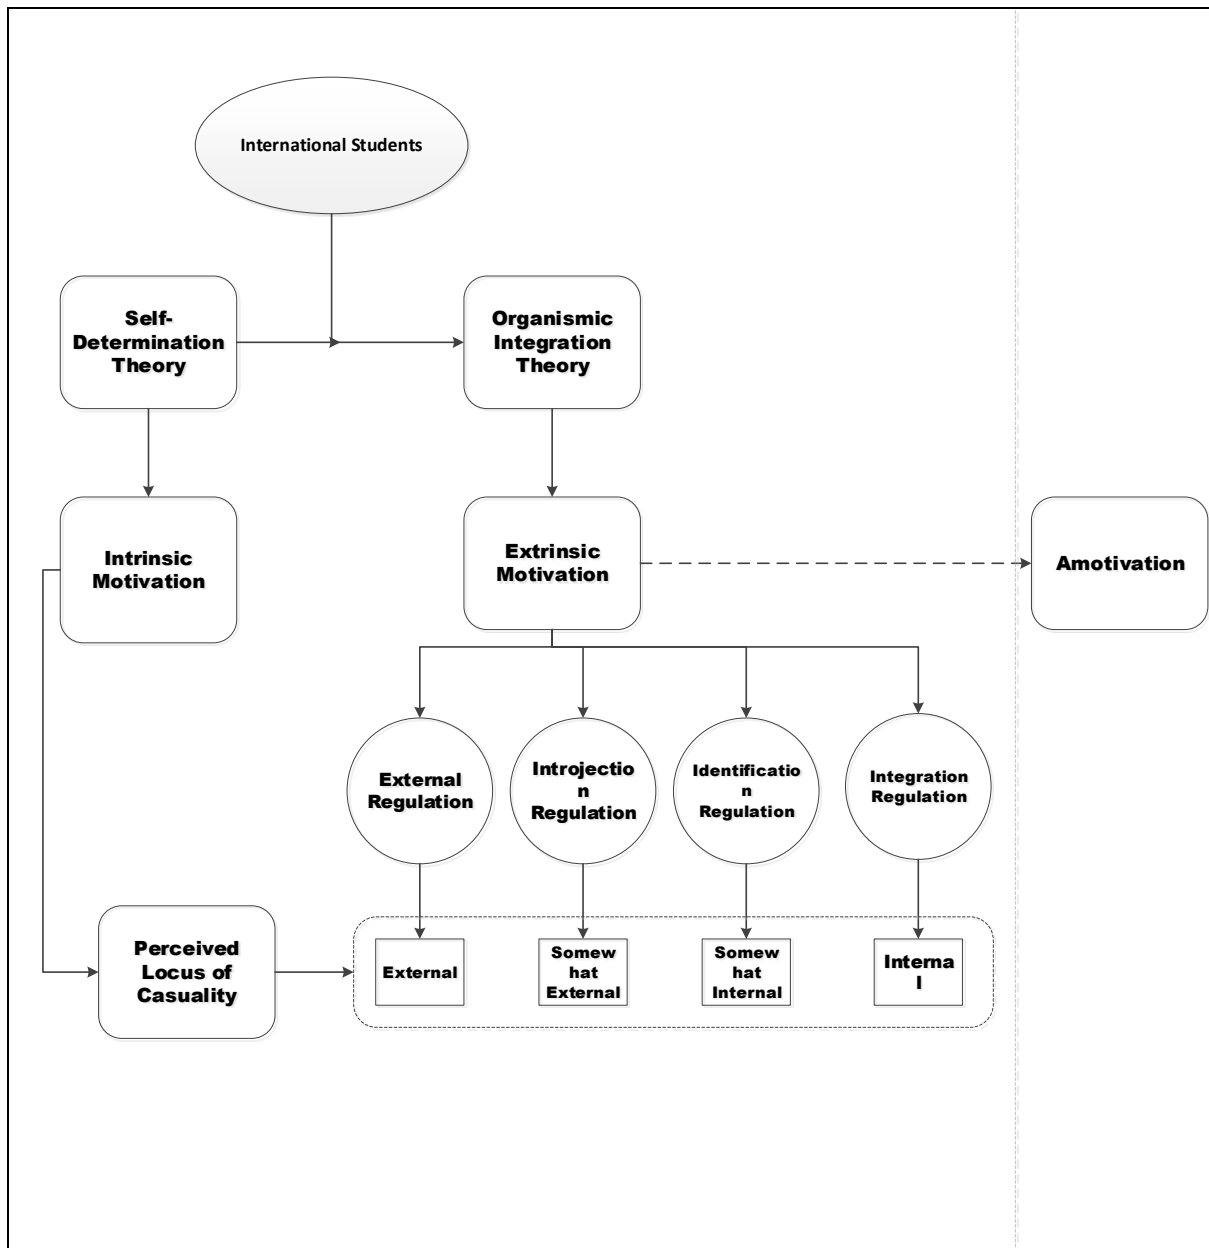 International Students
Self-
Determination
Theory
Organismic
Integration
Theory
Intrinsic
Motivation
Extrinsic
Motivation
Amotivation
External
Regulation
Introjectio
n
Regulation
Identificatio
n
Regulation
Integration
Regulation
Perceived
Locus of
Casuality
External
Somew
hat
External
Somew
hat
Internal
Interna
l